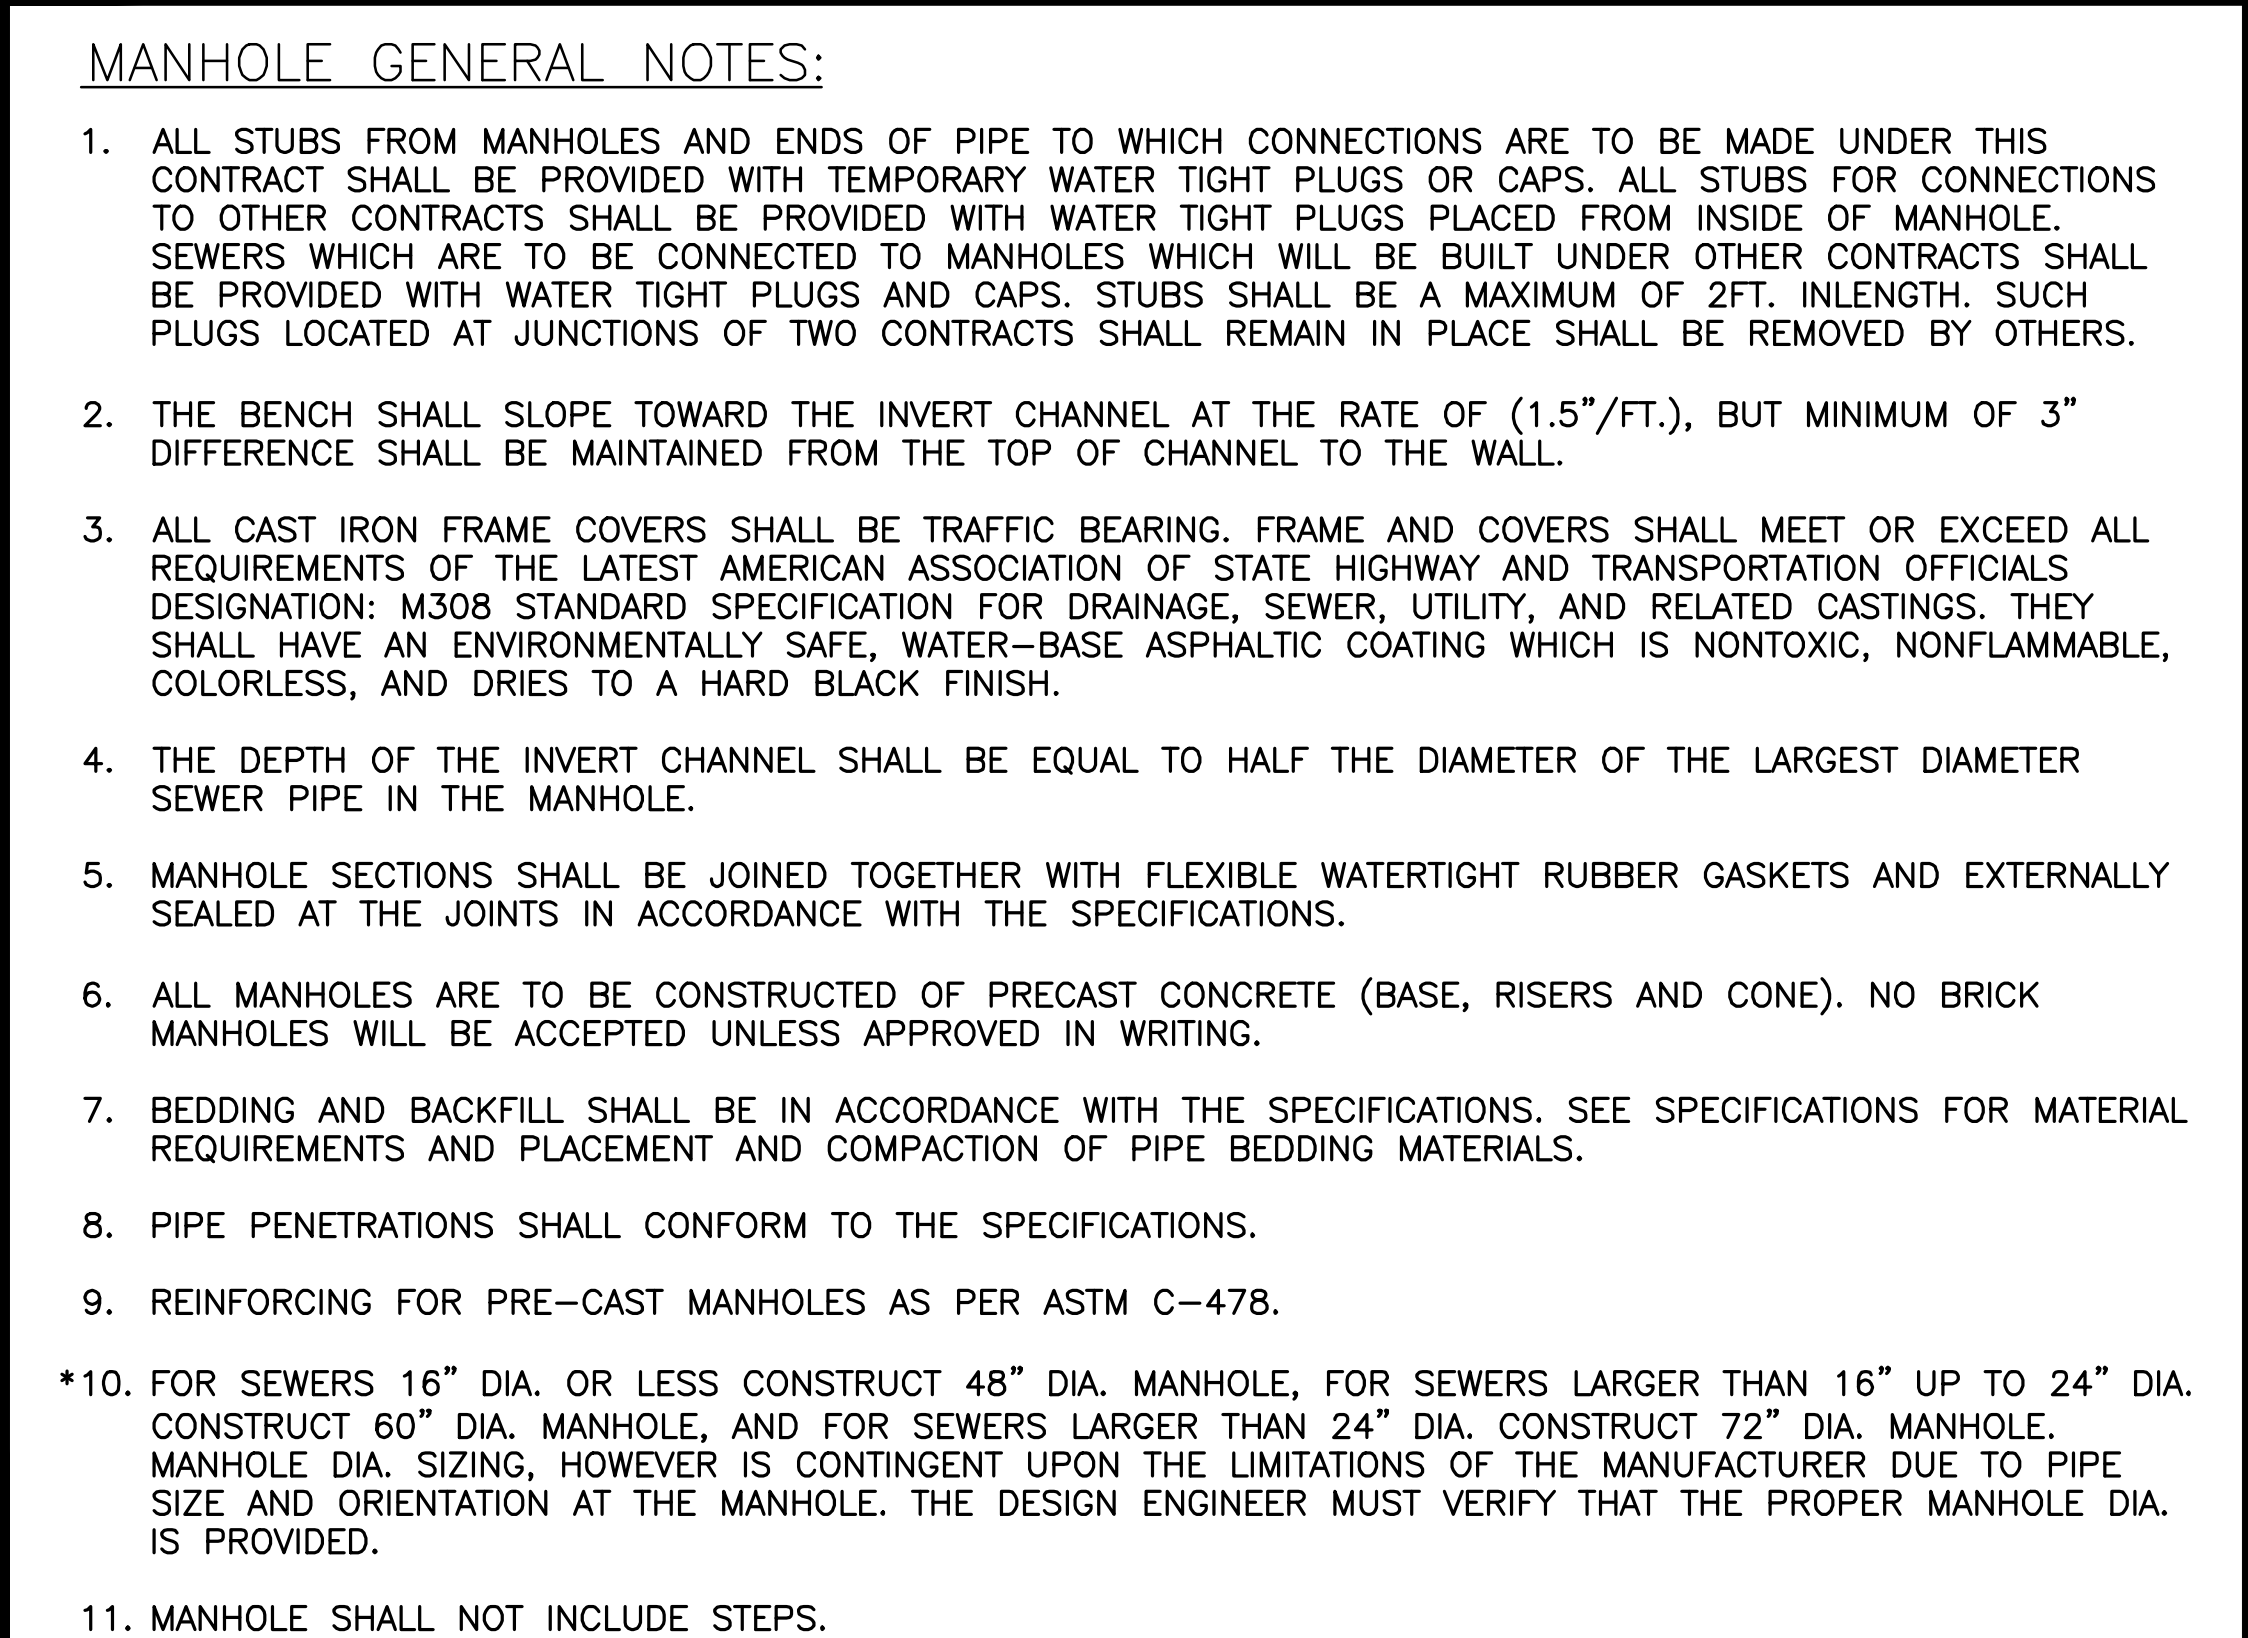 MANHOLE GENERAL NOTES:
1. ALL STUBS FROM MANHOLES AND ENDS OF PIPE TO WHICH CONNECTIONS ARE TO BE MADE UNDER THIS
CONTRACT SHALL BE PROVIDED WITH TEMPORARY WATER TIGHT PLUGS OR CAPS. ALL STUBS FOR CONNECTIONS
TO OTHER CONTRACTS SHALL BE PROVIDED WITH WATER TIGHT PLUGS PLACED FROM INSIDE OF MANHOLE.
SEWERS WHICH ARE TO BE CONNECTED TO MANHOLES WHICH WILL BE BUILT UNDER OTHER CONTRACTS SHALL
BE PROVIDED WITH WATER TIGHT PLUGS AND CAPS. STUBS SHALL BE A MAXIMUM OF 2FT. INLENGTH. SUCH
PLUGS LOCATED AT JUNCTIONS OF TWO CONTRACTS SHALL REMAIN IN PLACE SHALL BE REMOVED BY OTHERS.
2. THE BENCH SHALL SLOPE TOWARD THE INVERT CHANNEL AT THE RATE OF (1.5"/FT.), BUT MINIMUM OF 3"
DIFFERENCE SHALL BE MAINTAINED FROM THE TOP OF CHANNEL TO THE WALL.
3. ALL CAST IRON FRAME COVERS SHALL BE TRAFFIC BEARING. FRAME AND COVERS SHALL MEET OR EXCEED ALL
REQUIREMENTS OF THE LATEST AMERICAN ASSOCIATION OF STATE HIGHWAY AND TRANSPORTATION OFFICIALS
DESIGNATION: M308 STANDARD SPECIFICATION FOR DRAINAGE, SEWER, UTILITY, AND RELATED CASTINGS. THEY
SHALL HAVE AN ENVIRONMENTALLY SAFE, WATER-BASE ASPHALTIC COATING WHICH IS NONTOXIC, NONFLAMMABLE,
COLORLESS, AND DRIES TO A HARD BLACK FINISH.
4. THE DEPTH OF THE INVERT CHANNEL SHALL BE EQUAL TO HALF THE DIAMETER OF THE LARGEST DIAMETER
SEWER PIPE IN THE MANHOLE.
5. MANHOLE SECTIONS SHALL BE JOINED TOGETHER WITH FLEXIBLE WATERTIGHT RUBBER GASKETS AND EXTERNALLY
SEALED AT THE JOINTS IN ACCORDANCE WITH THE SPECIFICATIONS.
6. ALL MANHOLES ARE TO BE CONSTRUCTED OF PRECAST CONCRETE (BASE, RISERS AND CONE). NO BRICK
MANHOLES WILL BE ACCEPTED UNLESS APPROVED IN WRITING.
7. BEDDING AND BACKFILL SHALL BE IN ACCORDANCE WITH THE SPECIFICATIONS. SEE SPECIFICATIONS FOR MATERIAL
REQUIREMENTS AND PLACEMENT AND COMPACTION OF PIPE BEDDING MATERIALS.
8. PIPE PENETRATIONS SHALL CONFORM TO THE SPECIFICATIONS.
9. REINFORCING FOR PRE-CAST MANHOLES AS PER ASTM C-478.
*10. FOR SEWERS 16" DIA. OR LESS CONSTRUCT 48" DIA. MANHOLE, FOR SEWERS LARGER THAN 16" UP TO 24" DIA.
CONSTRUCT 60" DIA. MANHOLE, AND FOR SEWERS LARGER THAN 24" DIA. CONSTRUCT 72" DIA. MANHOLE.
MANHOLE DIA. SIZING, HOWEVER IS CONTINGENT UPON THE LIMITATIONS OF THE MANUFACTURER DUE TO PIPE
SIZE AND ORIENTATION AT THE MANHOLE. THE DESIGN ENGINEER MUST VERIFY THAT THE PROPER MANHOLE DIA.
IS PROVIDED.
11. MANHOLE SHALL NOT INCLUDE STEPS.